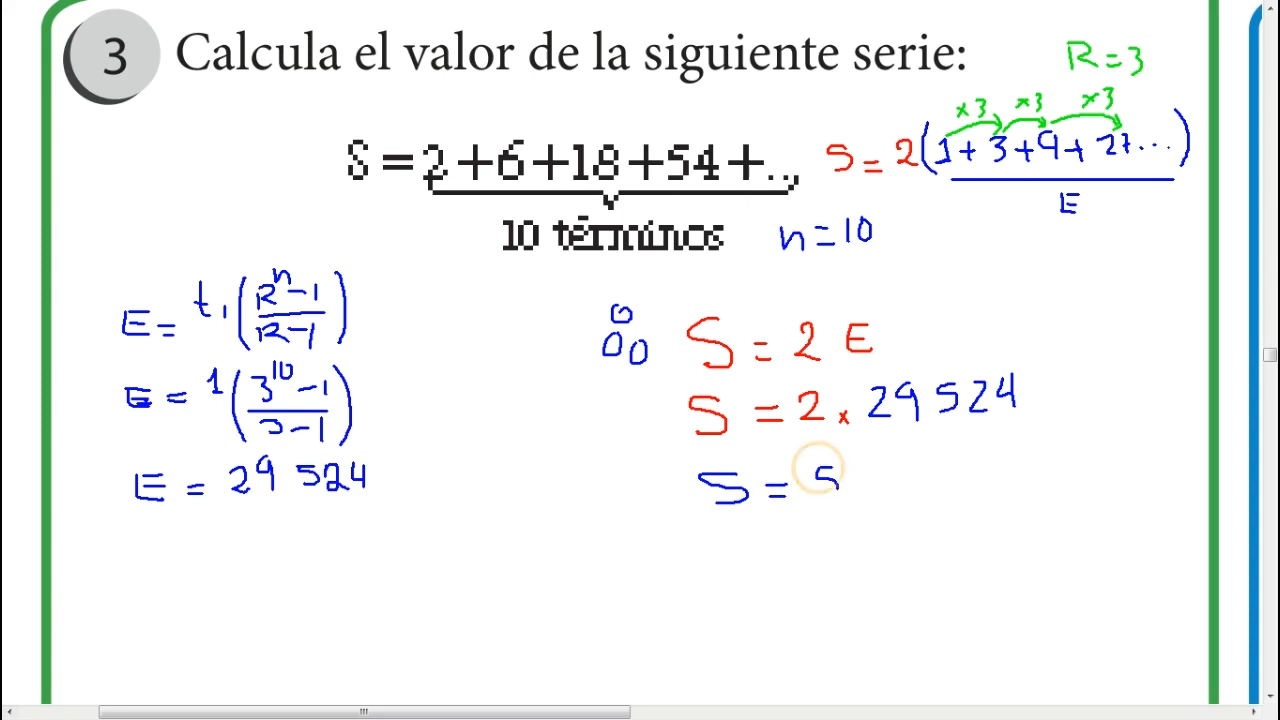 3 Calcula el valor de la siguiente serie:
R = 3
×3 ×3 ×3
S = 2 + 6 + 18 + 54 + ...
S = 2(1 + 3 + 9 + 27...)
E
10 términos
n = 10
E = t₁(Rⁿ-1/R-1)
E = 1(3¹⁰-1/3-1)
E = 29 524
S = 2 E
S = 2 × 29 524
S = 5